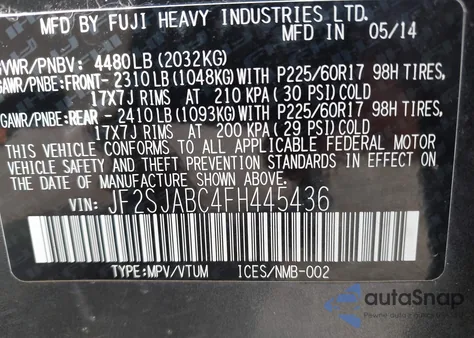 MFD BY FUJI HEAVY INDUSTRIES LTD. 05/14
GVWR/PNBV: 4480LB(2032KG)
GAWR/PNBE:FRONT-2310LB(1048KG)WITH P225/60R17 98H TIRES,
17X7J RIMS AT 210 KPA(30 PSI)COLD
GAWR/PNBE:REAR -2410LB(1093KG)WITH P225/60R17 98H TIRES,
17X7J RIMS AT 200 KPA(29 PSI)COLD
THIS VEHICLE CONFORMS TO ALL APPLICABLE FEDERAL MOTOR
VEHICLE SAFETY AND THEFT PREVENTION STANDARDS IN EFFECT
ON THE DATE OF MANUFACTURE SHOWN ABOVE.
VIN: JF2SJABC4FH445436
TYPE:MPV/VTUM 1CES/NMB-002
autoSnap